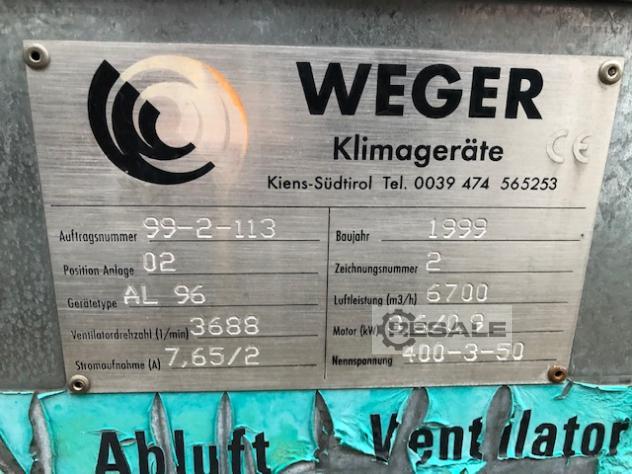 WEGER
Klimageräte
CE
Kiens-Südtirol Tel. 0039 474 565253
Auftragsnummer 99-2-113
Baujahr 1999
Position-Anlage 02
Zeichnungsnummer 2
Gerätetype AL 96
Luftleistung (m3/h) 6700
Ventilatordrehzahl (1/min) 3688
Motor (kW)
RESALE
Stromaufnahme (A) 7,65/2
Nennspannung 400-3-50
Abluft Ventilator